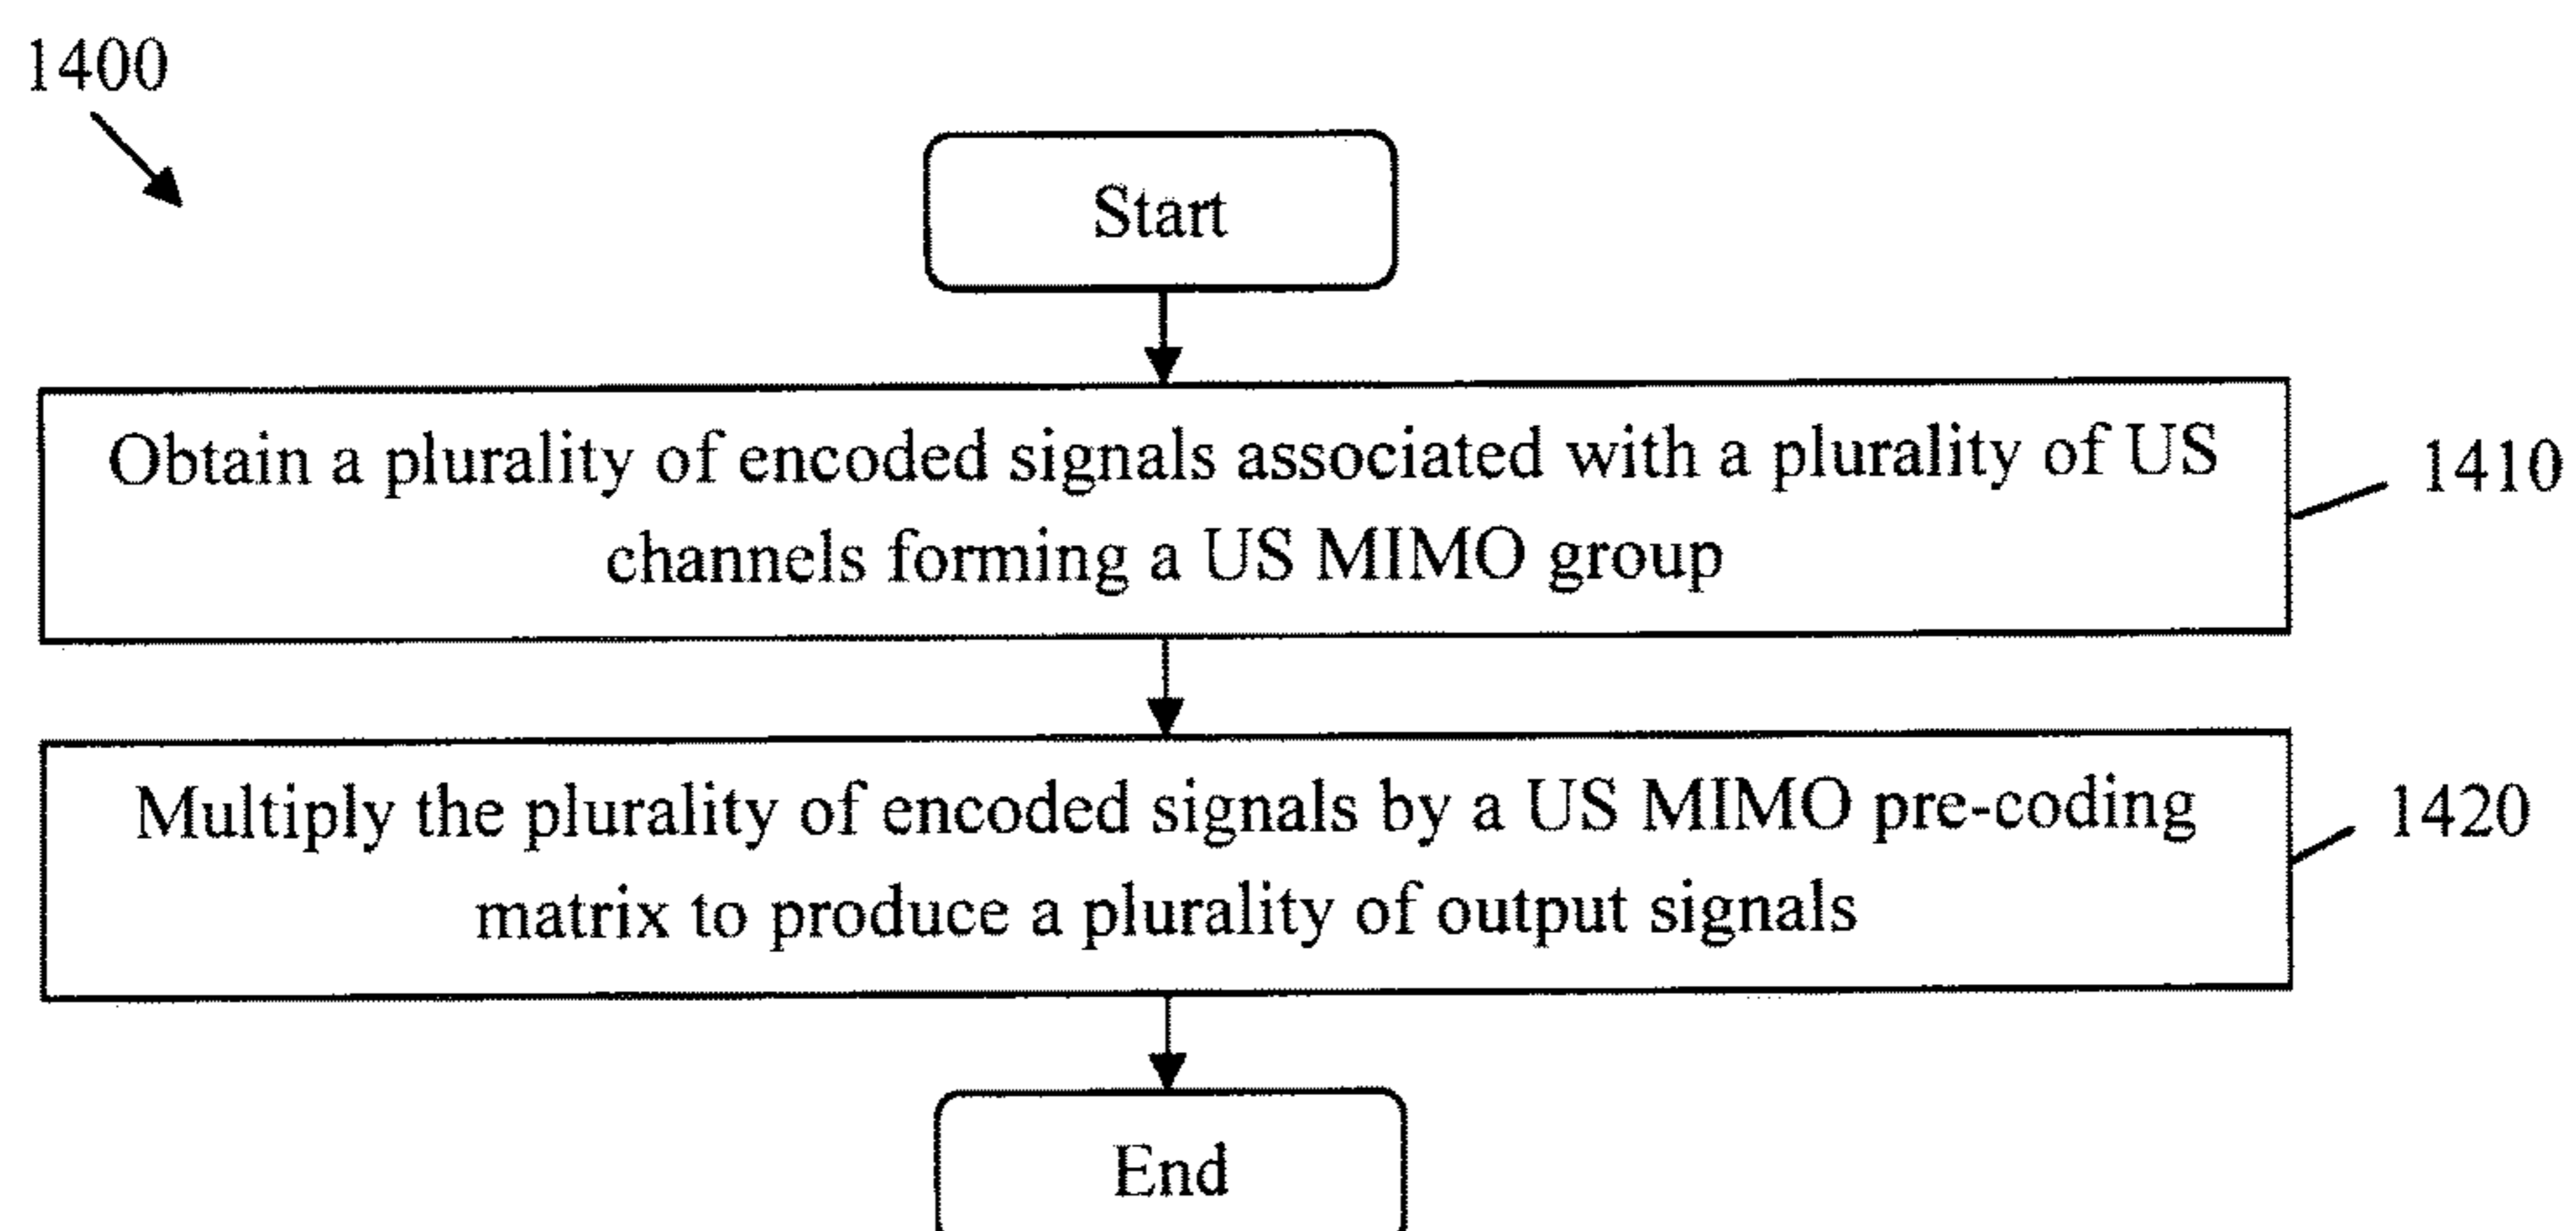 1400
Start
Obtain a plurality of encoded signals associated with a plurality of US
channels forming a US MIMO group
1410
Multiply the plurality of encoded signals by a US MIMO pre-coding
matrix to produce a plurality of output signals
1420
End